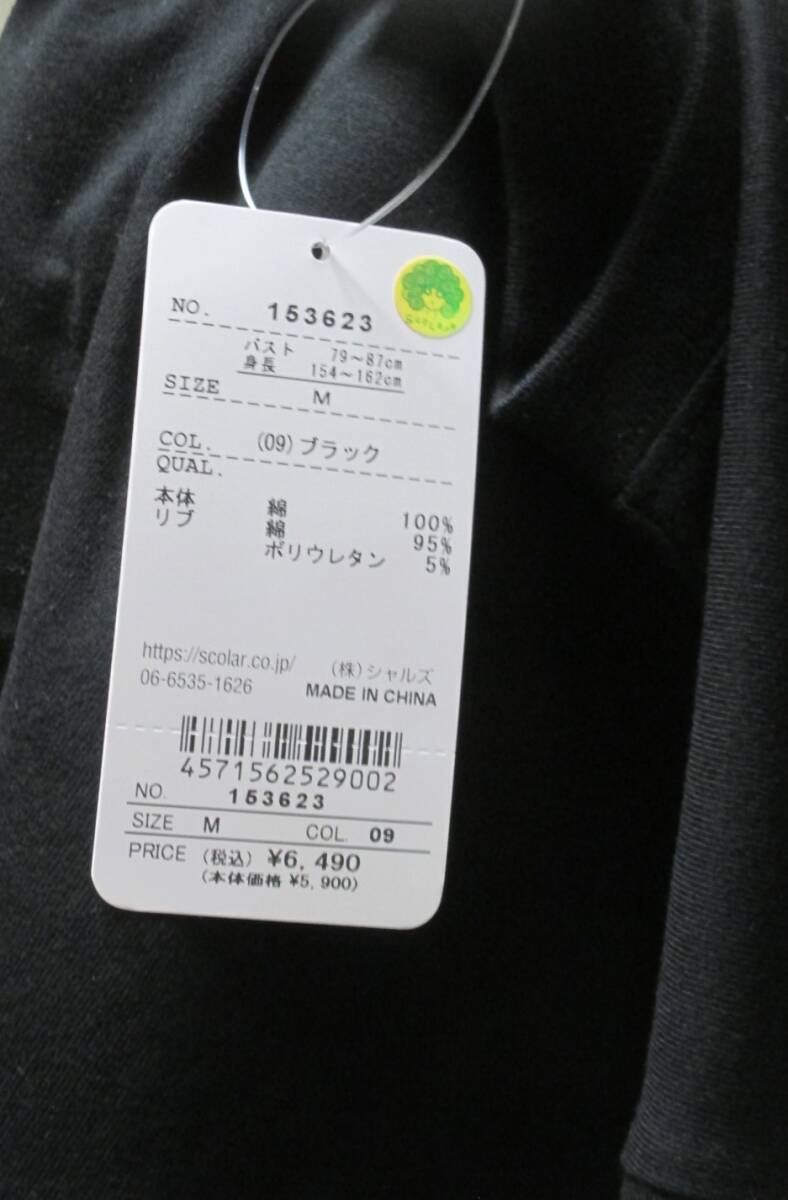 ScoLar
NO. 153623
バスト 79〜87cm
身長 154〜162cm
SIZE M
COL. (09)ブラック
QUAL.
本体 綿 100%
リブ 綿 95%
ポリウレタン 5%
https://scolar.co.jp/
06-6535-1626
(株)シャルズ
MADE IN CHINA
4571562529002
NO. 153623
SIZE M COL. 09
PRICE (税込) ¥6,490
(本体価格 ¥5,900)